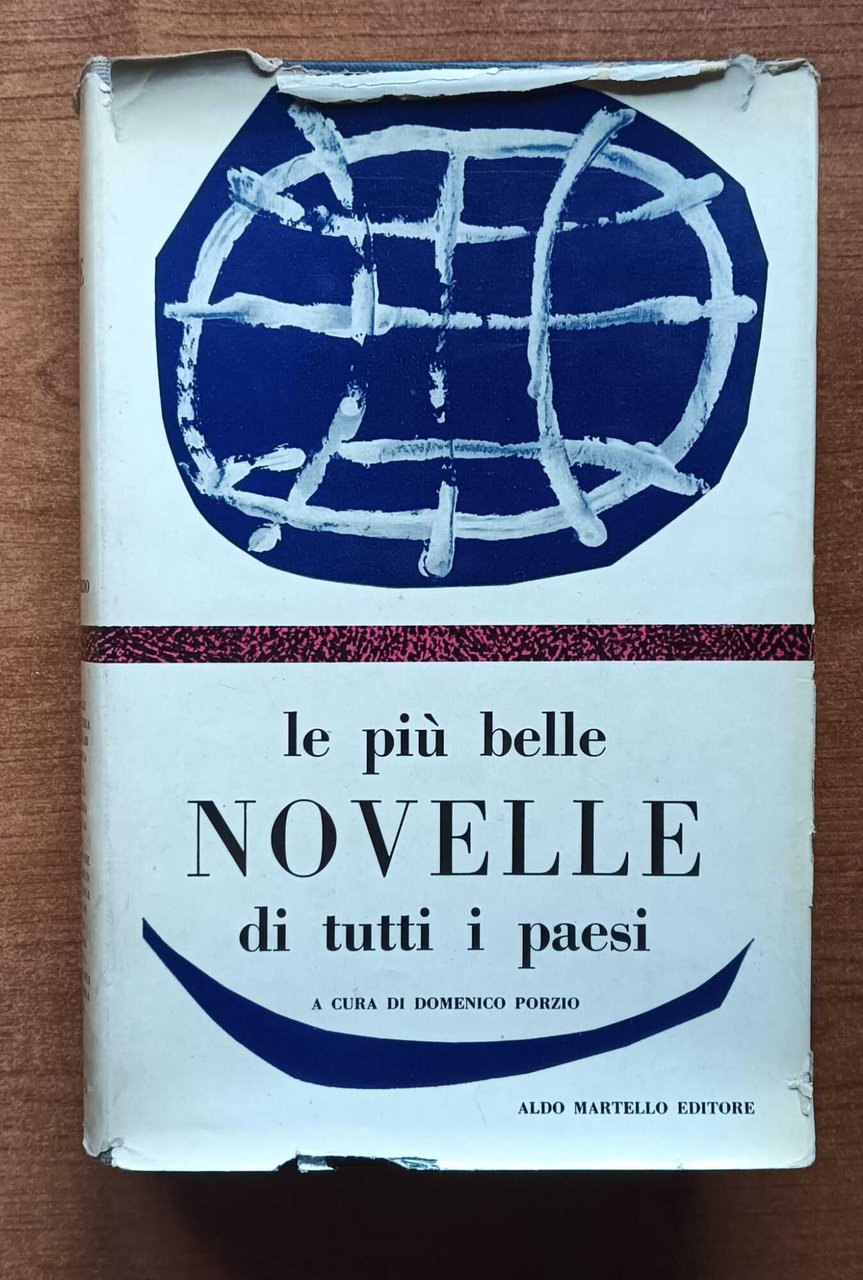 le più belle
NOVELLE
di tutti i paesi
A CURA DI DOMENICO PORZIO
ALDO MARTELLO EDITORE